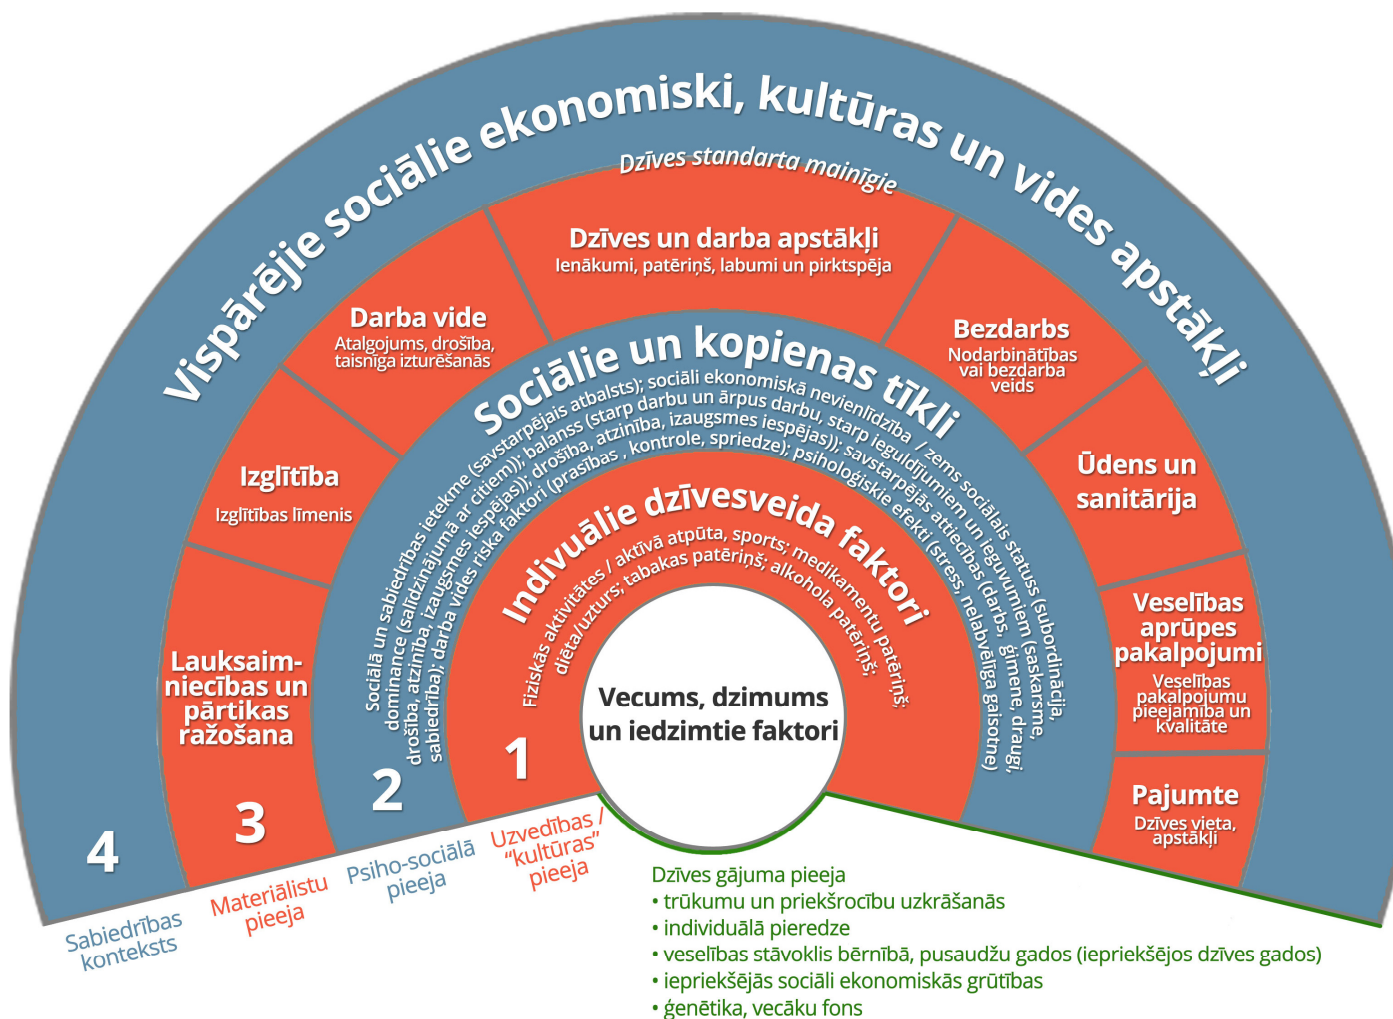 Vispārējie sociālie ekonomiski, kultūras un vides apstākļi
Dzīves standarta mainīgie
Dzīves un darba apstākļi
Ienākumi, patēriņš, labumi un pirktspēja
Darba vide
Atalgojums, drošība,
taisnīga izturēšanās
Bezdarbs
Nodarbinātības
vai bezdarba
veids
Izglītība
Izglītības līmenis
Ūdens un
sanitārija
Lauksaim-
niecības un
pārtikas
ražošana
Veselības
aprūpes
pakalpojumi
Veselības
pakalpojumu
pieejamība un
kvalitāte
Pajumte
Dzīves vieta,
apstākļi
Sociālie un kopienas tīkli
Sociālā un sabiedrības ietekme (savstarpējais atbalsts); sociāli ekonomiskā nevienlīdzība / zems sociālais statuss (subordinācija,
dominance (salīdzinājumā ar citiem)); balanss (starp darbu un ārpus darbu, starp ieguldījumiem un ieguvumiem (saskarsme,
drošība, atzinība, izaugsmes iespējas)); drošība, atzinība, izaugsmes iespējas)); savstarpējās attiecības (darbs, ģimene, draugi,
sabiedrība); darba vides riska faktori (prasības , kontrole, spriedze); psiholoģiskie efekti (stress, nelabvēlīga gaisotne)
Indivuālie dzīvesveida faktori
Fiziskās aktivitātes / aktīvā atpūta, sports; medikamentu patēriņš;
diēta/uzturs; tabakas patēriņš; alkohola patēriņš;
Vecums, dzimums
un iedzimtie faktori
1
2
3
4
Uzvedības /
“kultūras”
pieeja
Psiho-sociālā
pieeja
Materiālistu
pieeja
Sabiedrības
konteksts
Dzīves gājuma pieeja
• trūkumu un priekšrocību uzkrāšanās
• individuālā pieredze
• veselības stāvoklis bērnībā, pusaudžu gados (iepriekšējos dzīves gados)
• iepriekšējās sociāli ekonomiskās grūtības
• ģenētika, vecāku fons